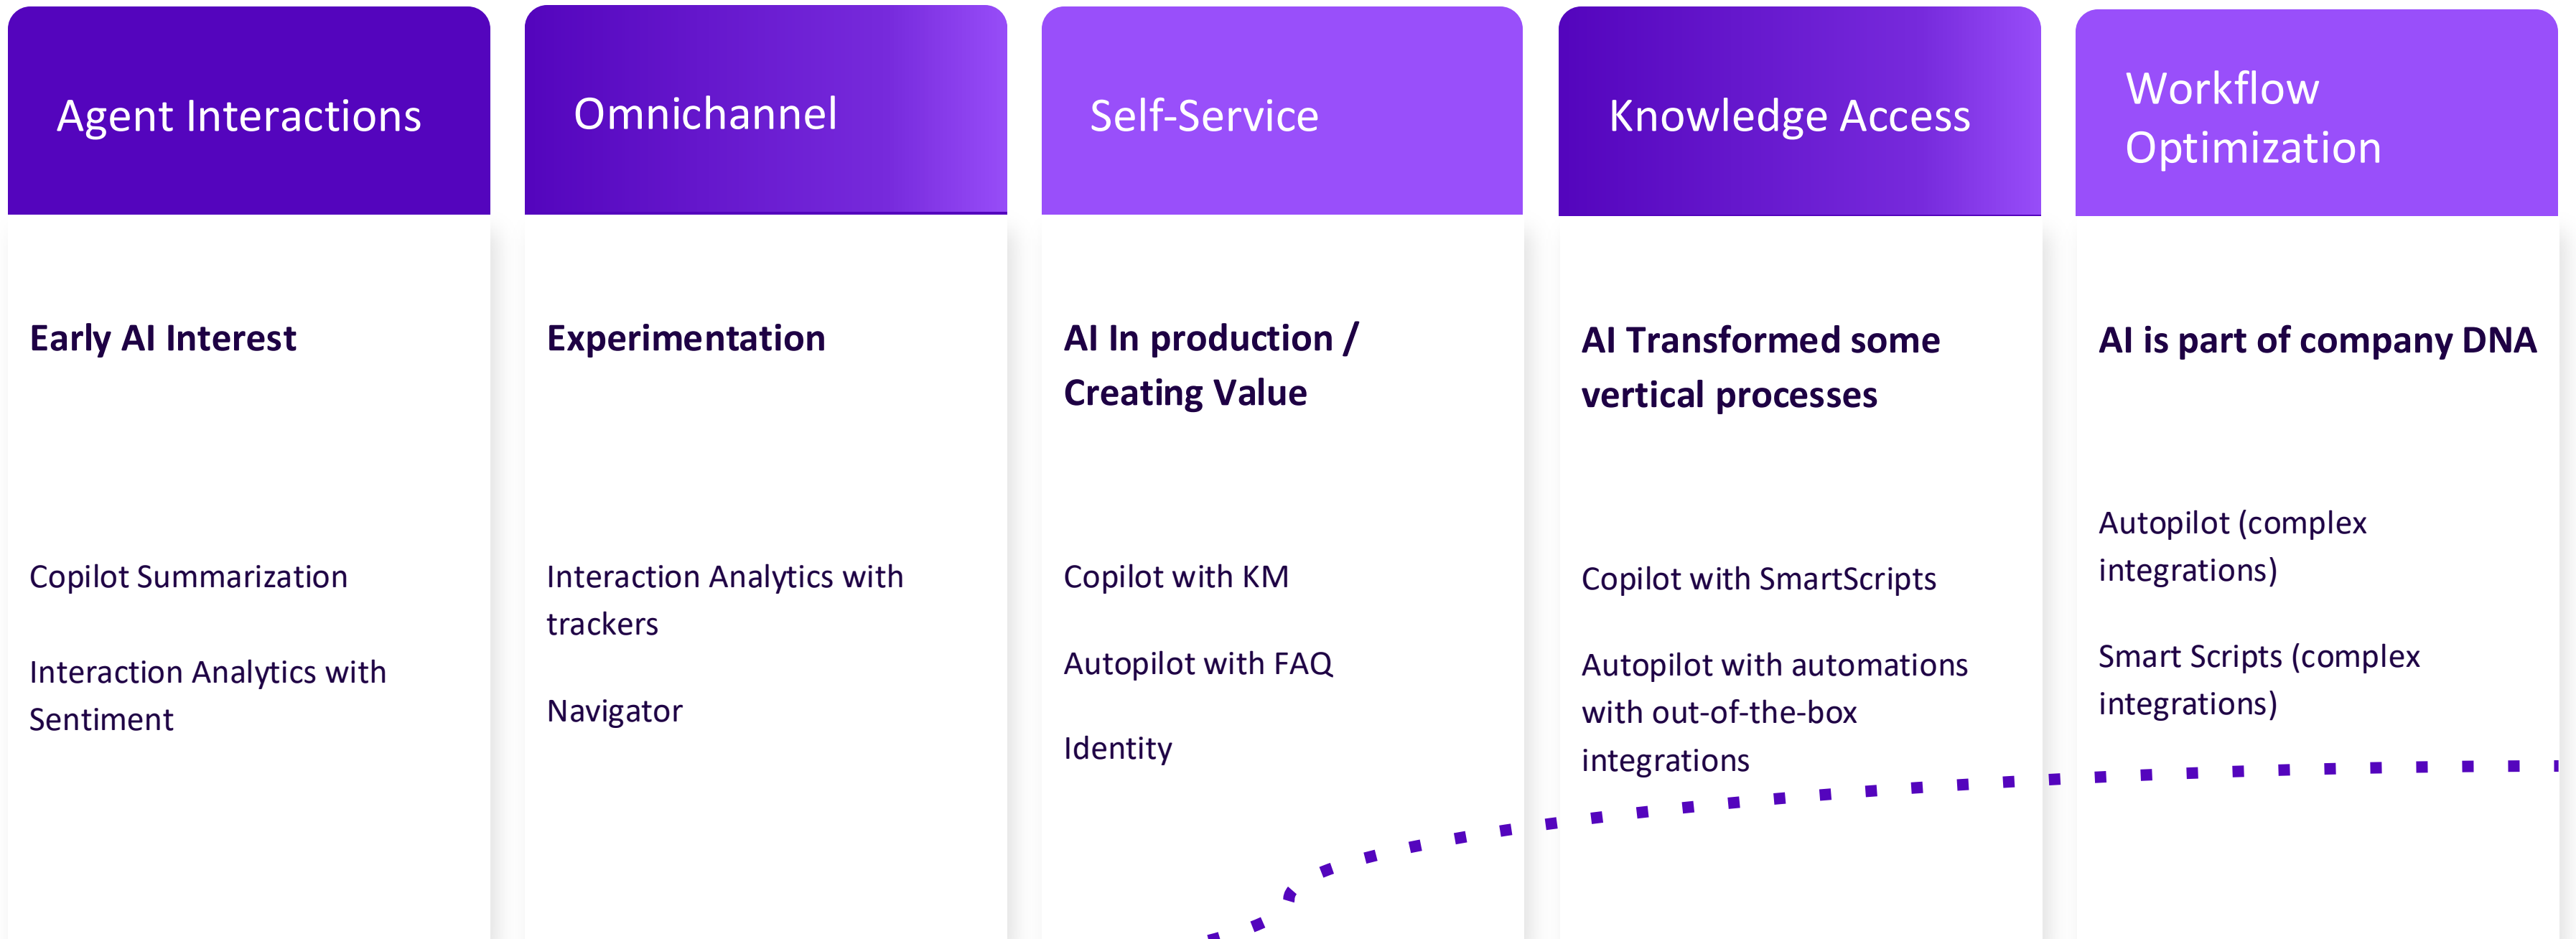 Agent Interactions
Early AI Interest
Copilot Summarization
Interaction Analytics with
Sentiment
Omnichannel
Experimentation
Interaction Analytics with
trackers
Navigator
Self-Service
AI In production /
Creating Value
Copilot with KM
Autopilot with FAQ
Identity
Knowledge Access
AI Transformed some
vertical processes
Copilot with SmartScripts
Autopilot with automations
with out-of-the-box
integrations
Workflow
Optimization
AI is part of company DNA
Autopilot (complex
integrations)
Smart Scripts (complex
integrations)